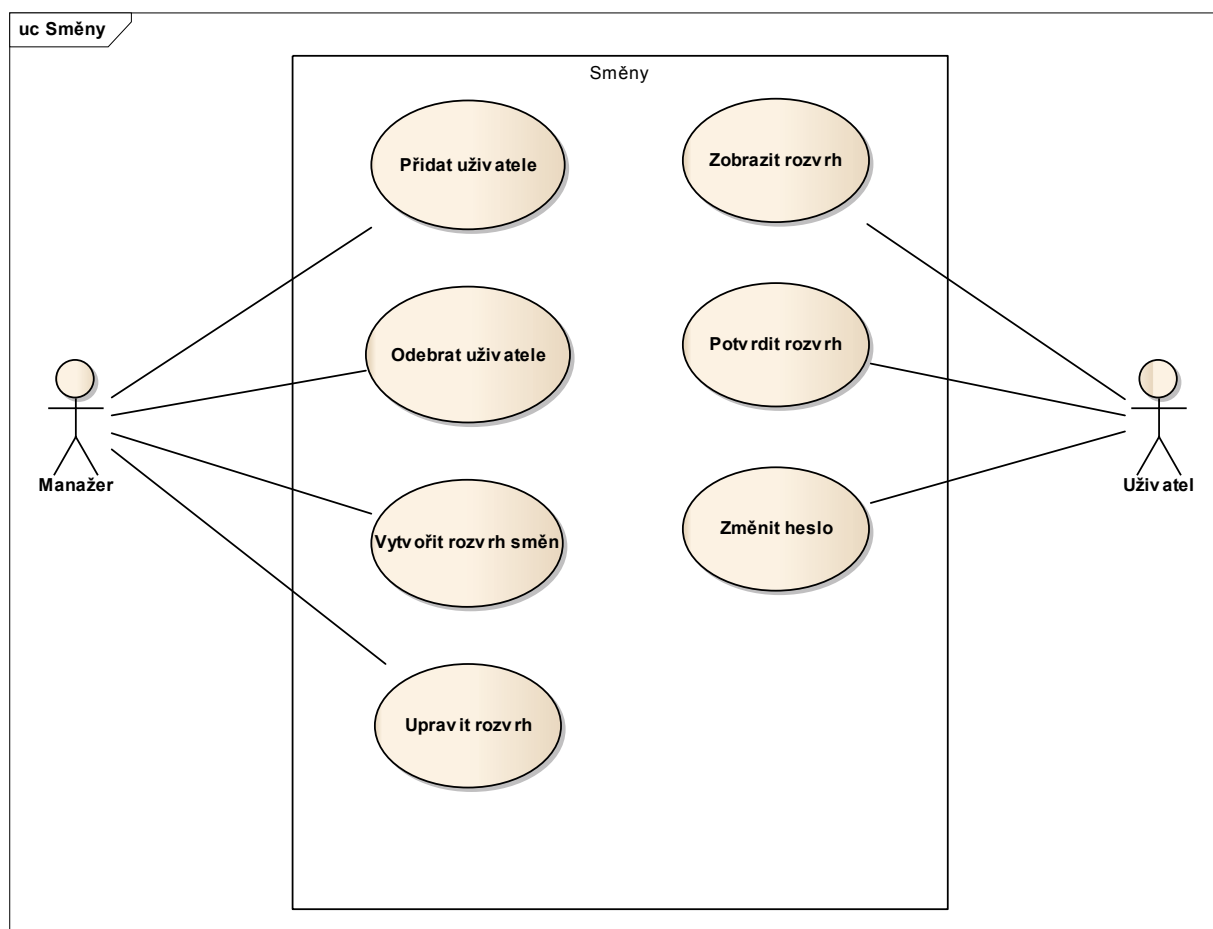 uc Směny
Směny
Přidat uživatele
Zobrazit rozvrh
Odebrat uživatele
Potvrdit rozvrh
Manažer
Uživatel
Vytvořit rozvrh směn
Změnit heslo
Upravit rozvrh